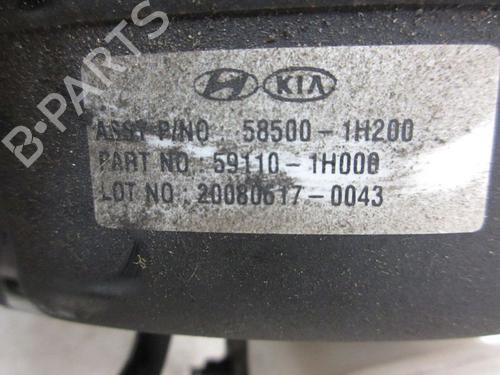 B-PARTS
KIA
ASSY P/NO : 58500-1H200
PART NO : 59110-1H000
LOT NO : 20080617-0043